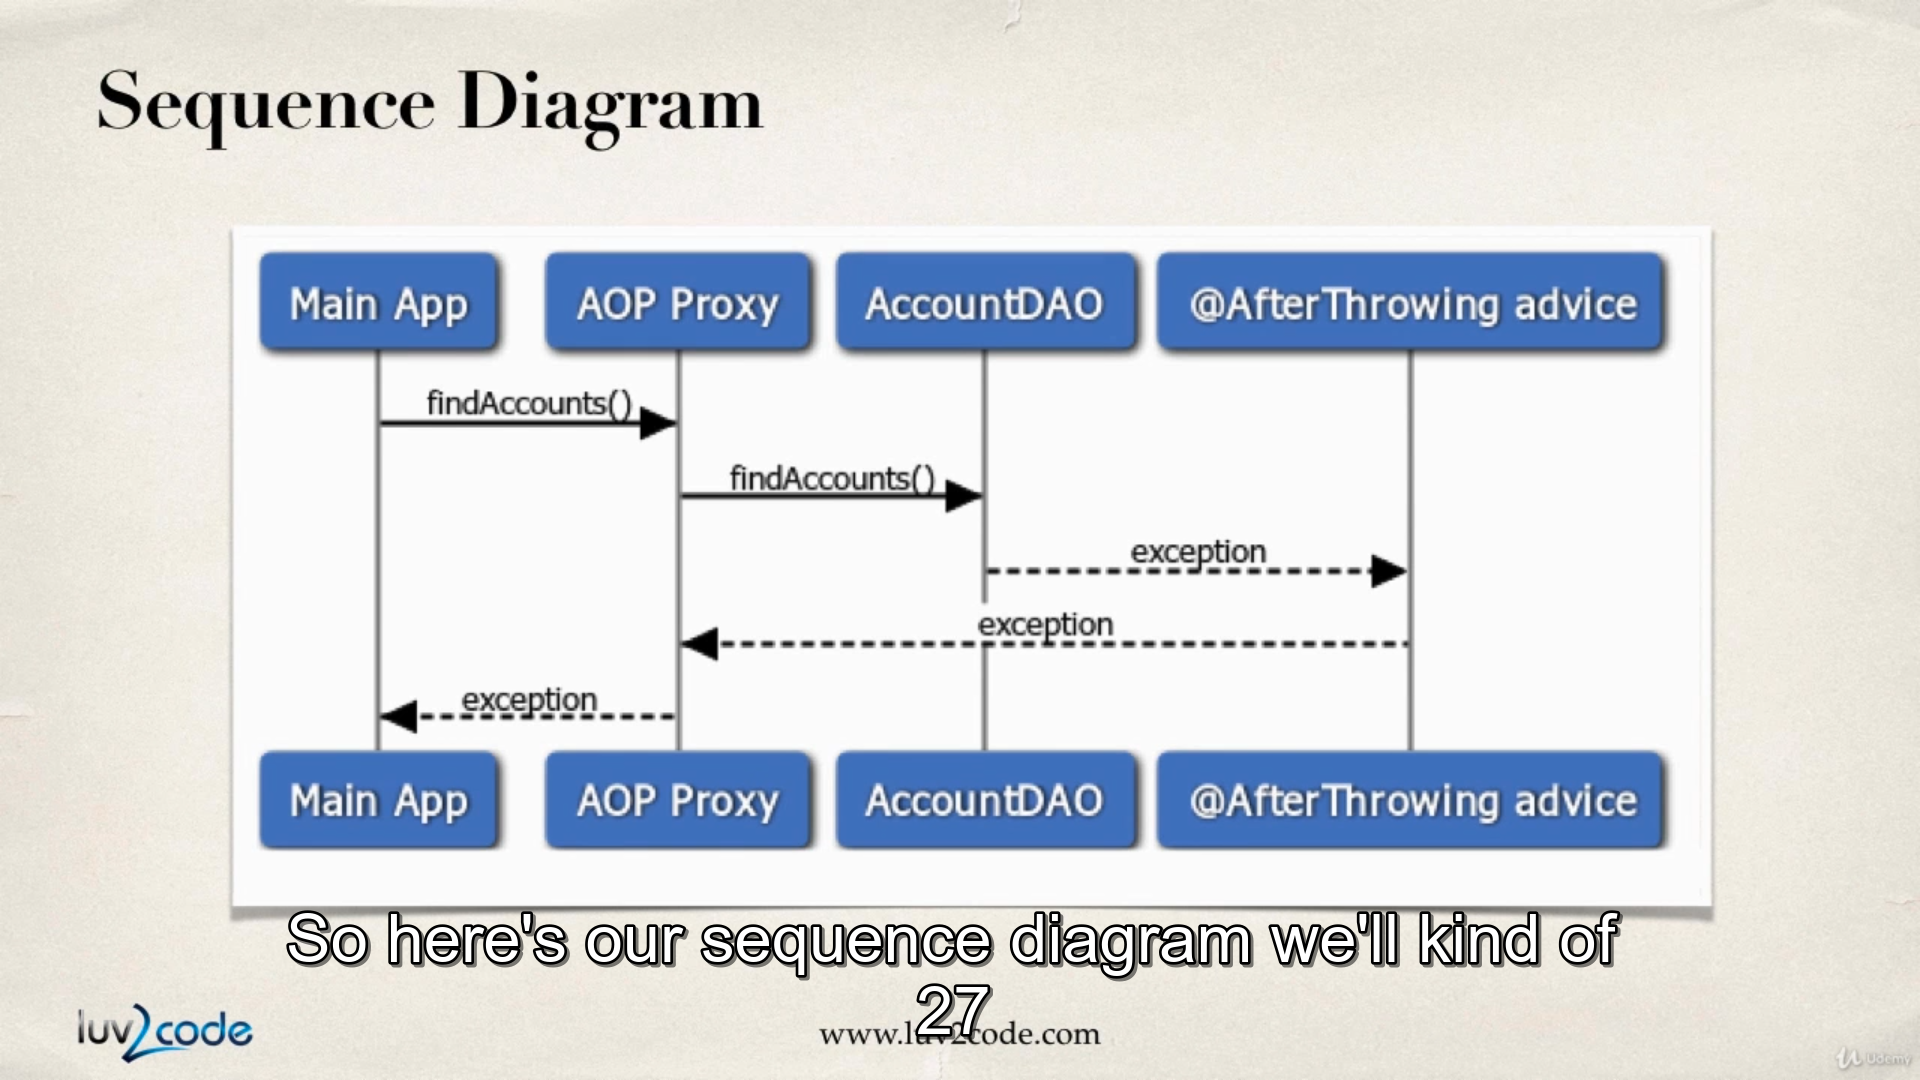 Sequence Diagram
Main App
AOP Proxy
AccountDAO
@AfterThrowing advice
findAccounts()
findAccounts()
exception
exception
exception
Main App
AOP Proxy
AccountDAO
@AfterThrowing advice
So here's our sequence diagram we'll kind of
27
luv2code
www.luv2code.com
Udemy